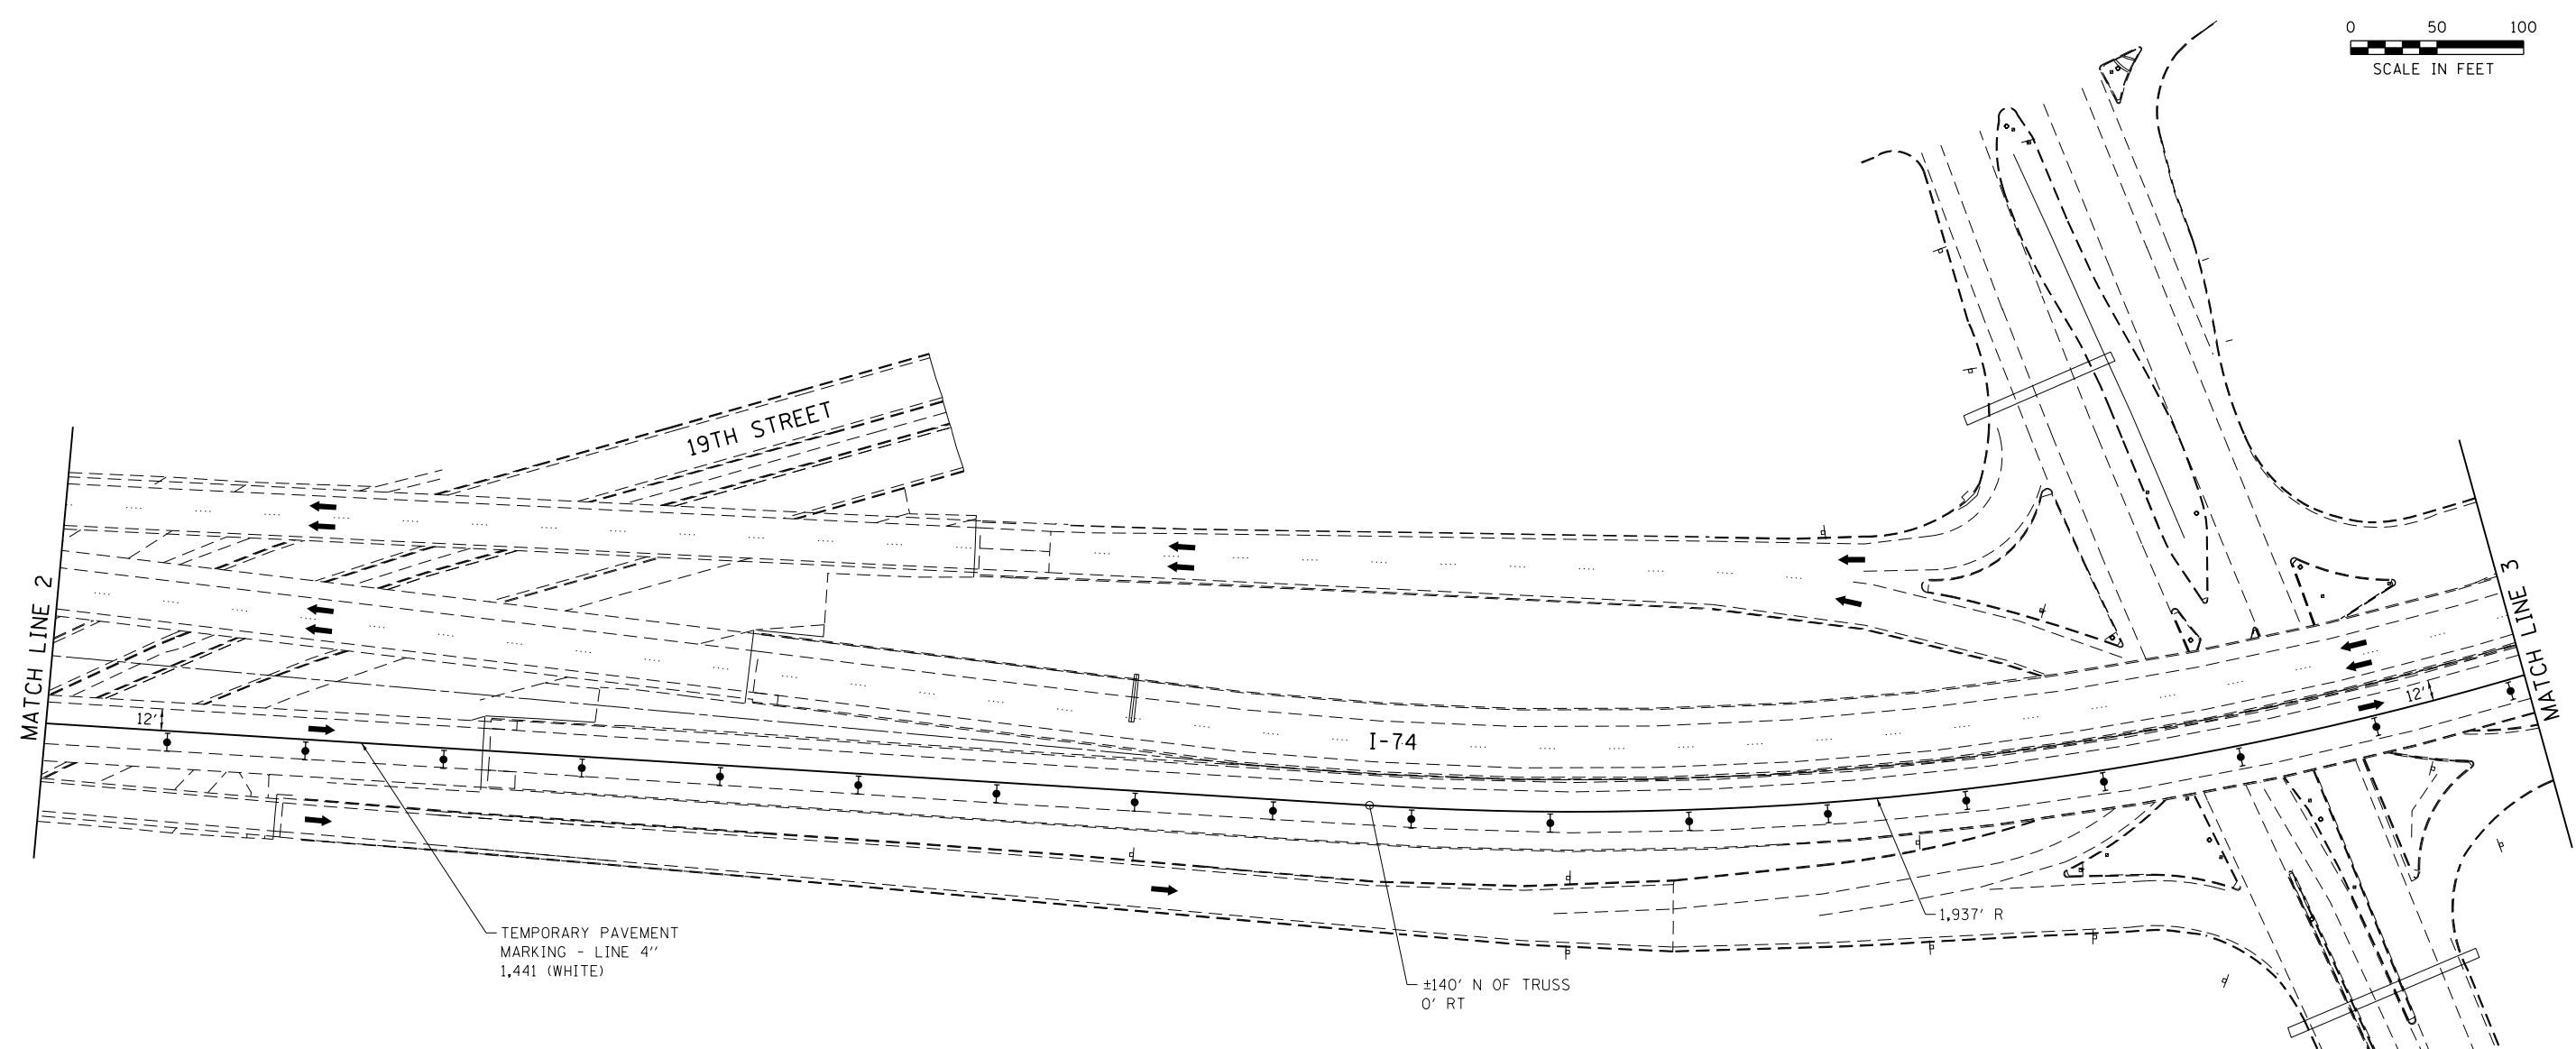 0 50 100
SCALE IN FEET
19TH STREET
MATCH LINE 2
MATCH LINE 3
12'
12'
I-74
1,937' R
TEMPORARY PAVEMENT
MARKING - LINE 4''
1,441 (WHITE)
±140' N OF TRUSS
0' RT